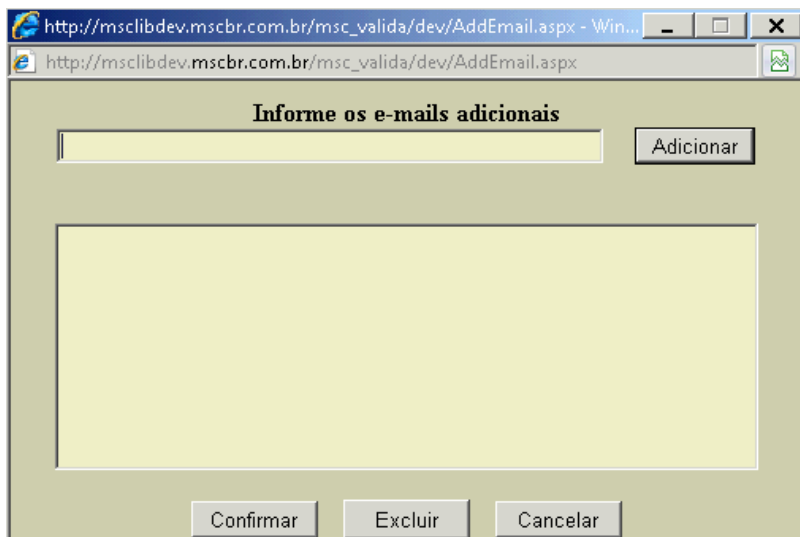 http://msclibdev.mscbr.com.br/msc_valida/dev/AddEmail.aspx - Win...
http://msclibdev.mscbr.com.br/msc_valida/dev/AddEmail.aspx
Informe os e-mails adicionais
Adicionar
Confirmar Excluir Cancelar